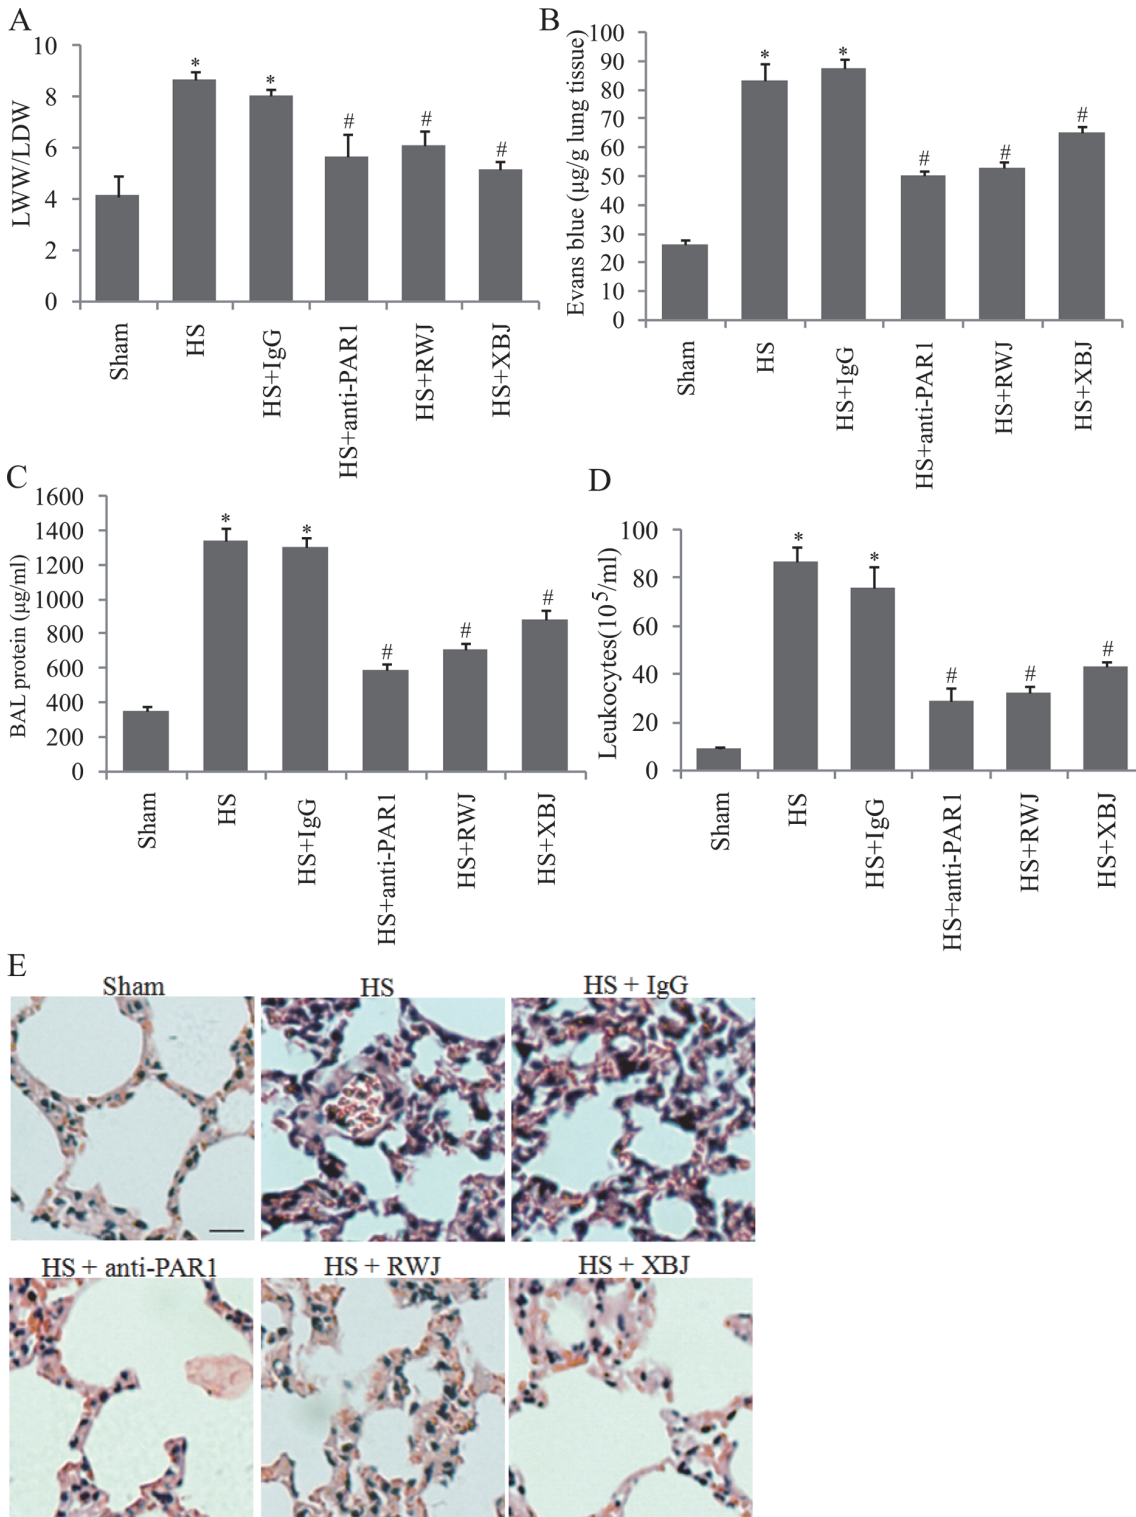 A
LWW/LDW
10
8
6
4
2
0
*
*
#
#
#
Sham
HS
HS+IgG
HS+anti-PAR1
HS+RWJ
HS+XBJ
B
Evans blue (µg/g lung tissue)
100
90
80
70
60
50
40
30
20
10
0
*
*
#
#
#
Sham
HS
HS+IgG
HS+anti-PAR1
HS+RWJ
HS+XBJ
C
BAL protein (µg/ml)
1600
1400
1200
1000
800
600
400
200
0
*
*
#
#
#
Sham
HS
HS+IgG
HS+anti-PAR1
HS+RWJ
HS+XBJ
D
Leukocytes(10⁵/ml)
100
80
60
40
20
0
*
*
#
#
#
Sham
HS
HS+IgG
HS+anti-PAR1
HS+RWJ
HS+XBJ
E
Sham
HS
HS + IgG
HS + anti-PAR1
HS + RWJ
HS + XBJ